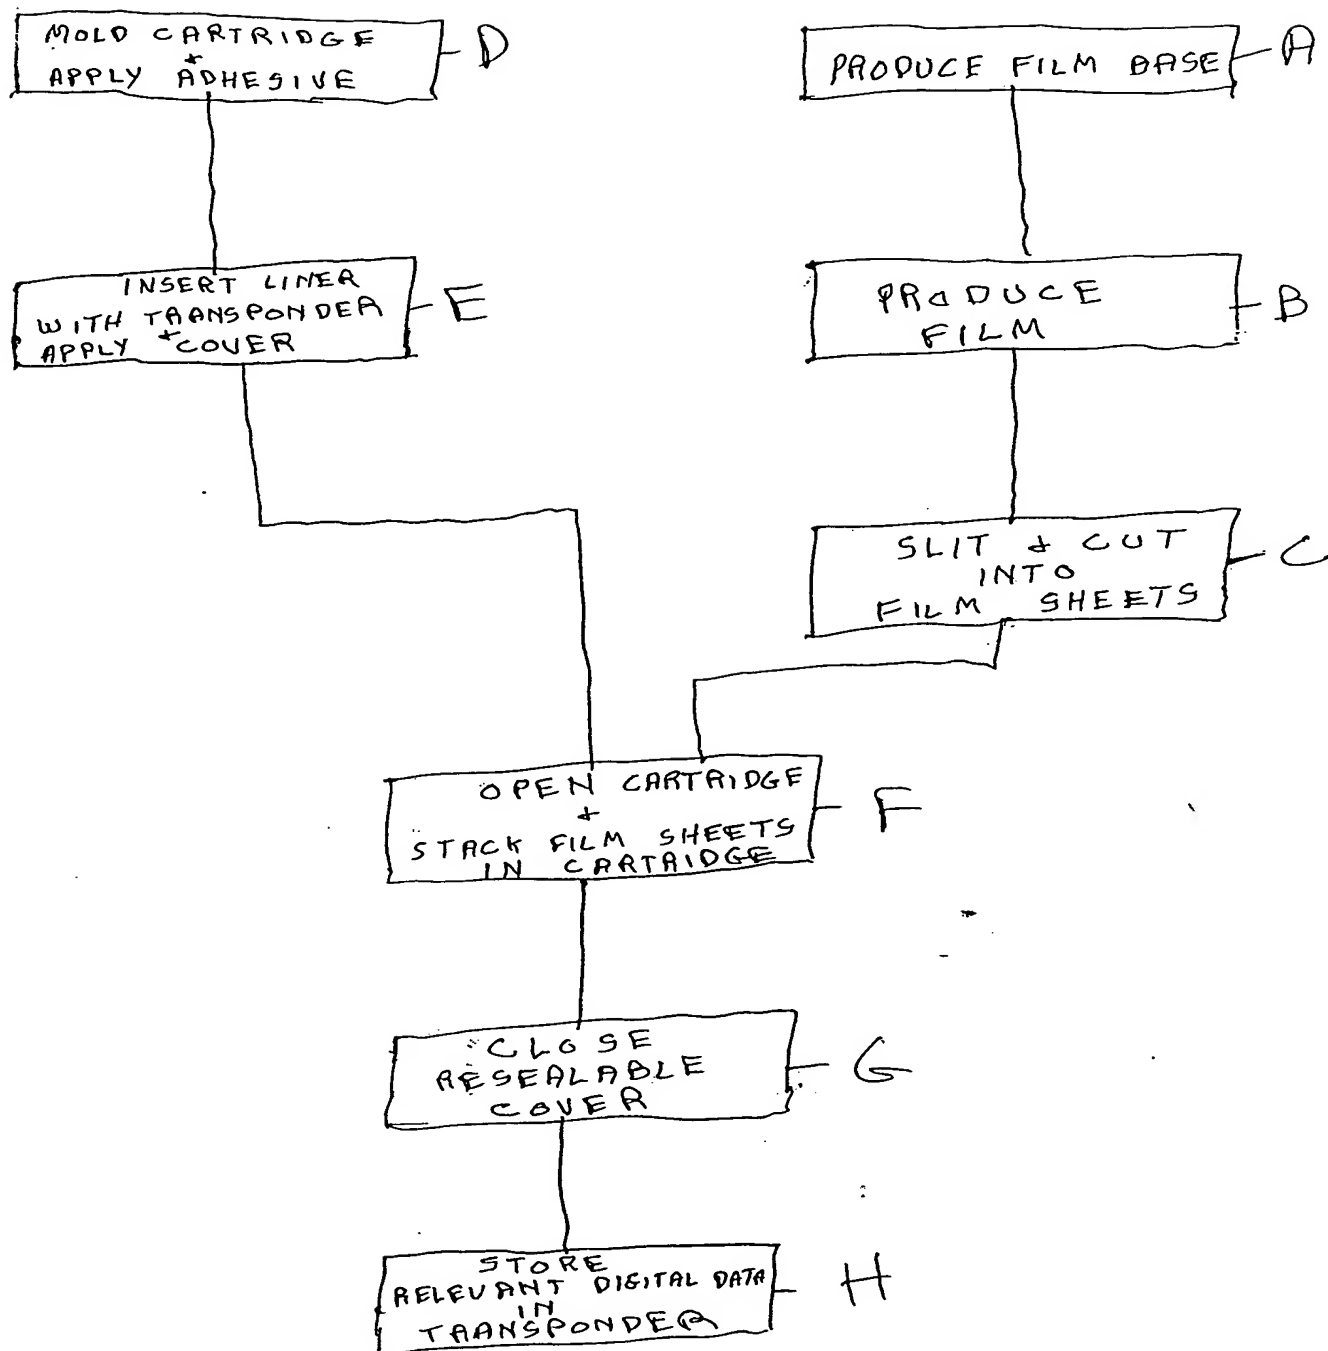 MOLD CARTRIDGE
+
APPLY ADHESIVE
D
PRODUCE FILM BASE
A
INSERT LINER
WITH TRANSPONDER
APPLY + COVER
E
PRODUCE
FILM
B
SLIT & CUT
INTO
FILM SHEETS
C
OPEN CARTRIDGE
+
STACK FILM SHEETS
IN CARTRIDGE
F
CLOSE
RESEALABLE
COVER
G
STORE
RELEVANT DIGITAL DATA
IN
TRANSPONDER
H